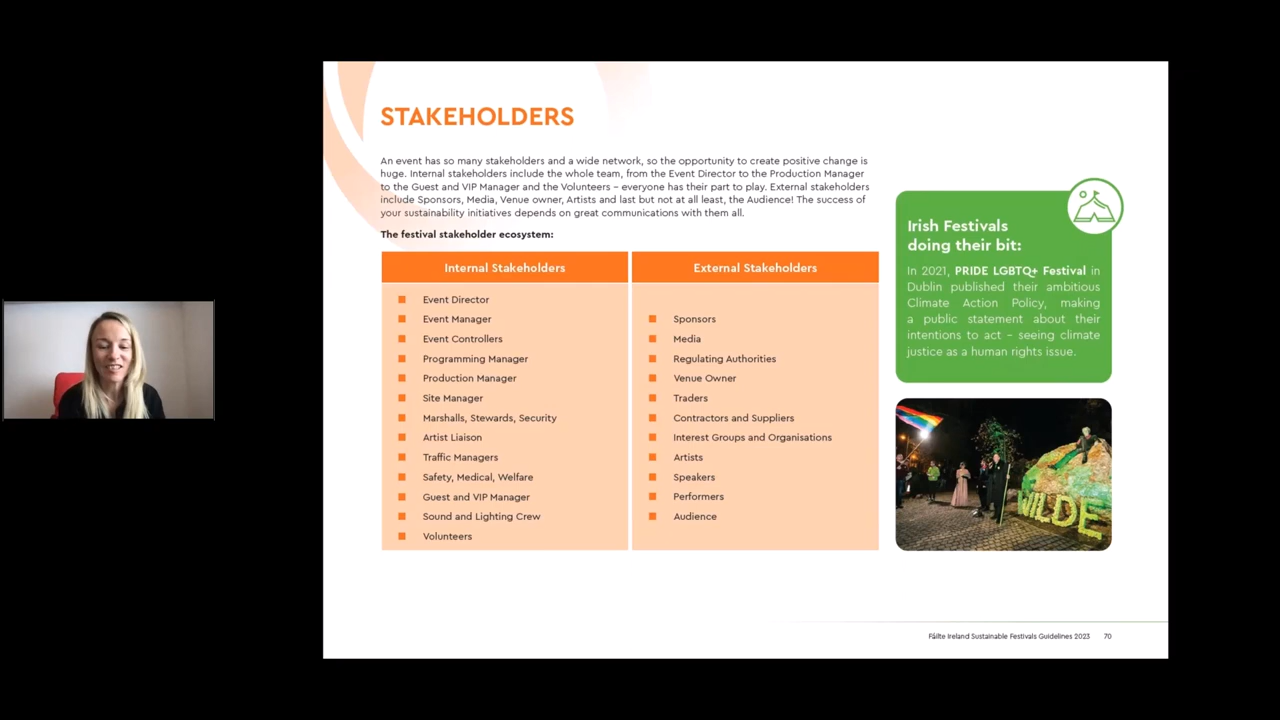 STAKEHOLDERS
An event has so many stakeholders and a wide network, so the opportunity to create positive change is
huge. Internal stakeholders include the whole team, from the Event Director to the Production Manager
to the Guest and VIP Manager and the Volunteers – everyone has their part to play. External stakeholders
include Sponsors, Media, Venue owner, Artists and last but not at all least, the Audience! The success of
your sustainability initiatives depends on great communications with them all.
The festival stakeholder ecosystem:
Internal Stakeholders
Event Director
Event Manager
Event Controllers
Programming Manager
Production Manager
Site Manager
Marshalls, Stewards, Security
Artist Liaison
Traffic Managers
Safety, Medical, Welfare
Guest and VIP Manager
Sound and Lighting Crew
Volunteers
External Stakeholders
Sponsors
Media
Regulating Authorities
Venue Owner
Traders
Contractors and Suppliers
Interest Groups and Organisations
Artists
Speakers
Performers
Audience
Irish Festivals
doing their bit:
In 2021, PRIDE LGBTQ+ Festival in
Dublin published their ambitious
Climate Action Policy, making
a public statement about their
intentions to act – seeing climate
justice as a human rights issue.
WILDE
Fáilte Ireland Sustainable Festivals Guidelines 2023 70